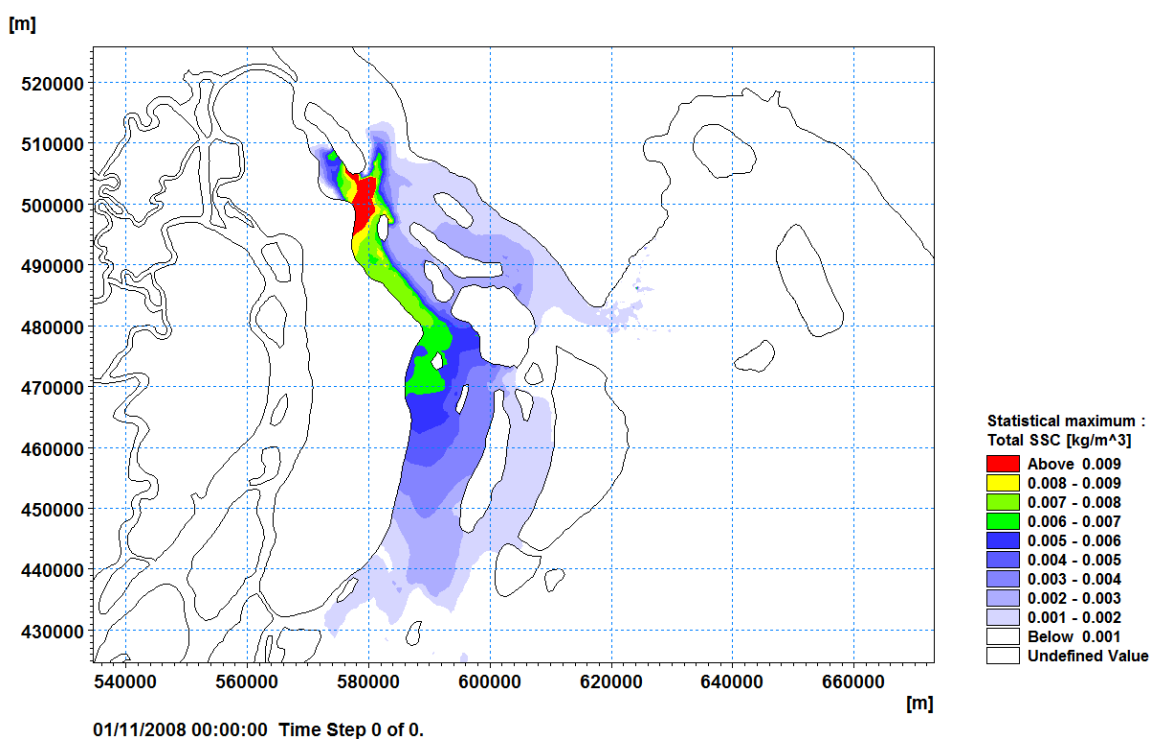 [m]
520000
510000
500000
490000
480000
470000
460000
450000
440000
430000
540000 560000 580000 600000 620000 640000 660000
[m]
01/11/2008 00:00:00 Time Step 0 of 0.
Statistical maximum :
Total SSC [kg/m^3]
Above 0.009
0.008 - 0.009
0.007 - 0.008
0.006 - 0.007
0.005 - 0.006
0.004 - 0.005
0.003 - 0.004
0.002 - 0.003
0.001 - 0.002
Below 0.001
Undefined Value